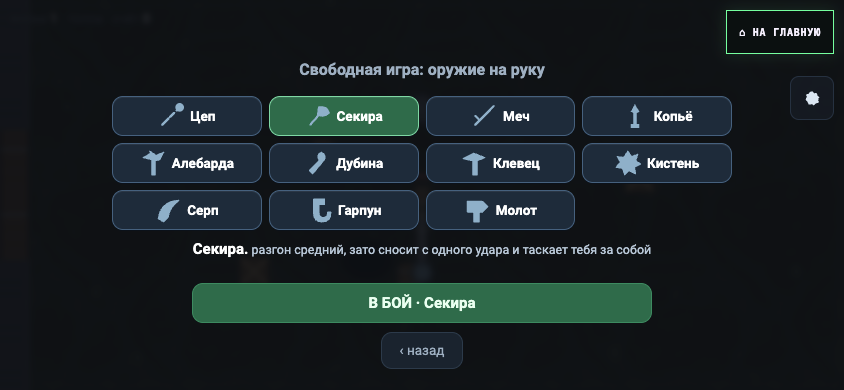 ⌂ НА ГЛАВНУЮ
Свободная игра: оружие на руку
Цеп
Секира
Меч
Копьё
Алебарда
Дубина
Клевец
Кистень
Серп
Гарпун
Молот
Секира. разгон средний, зато сносит с одного удара и таскает тебя за собой
В БОЙ · Секира
‹ назад